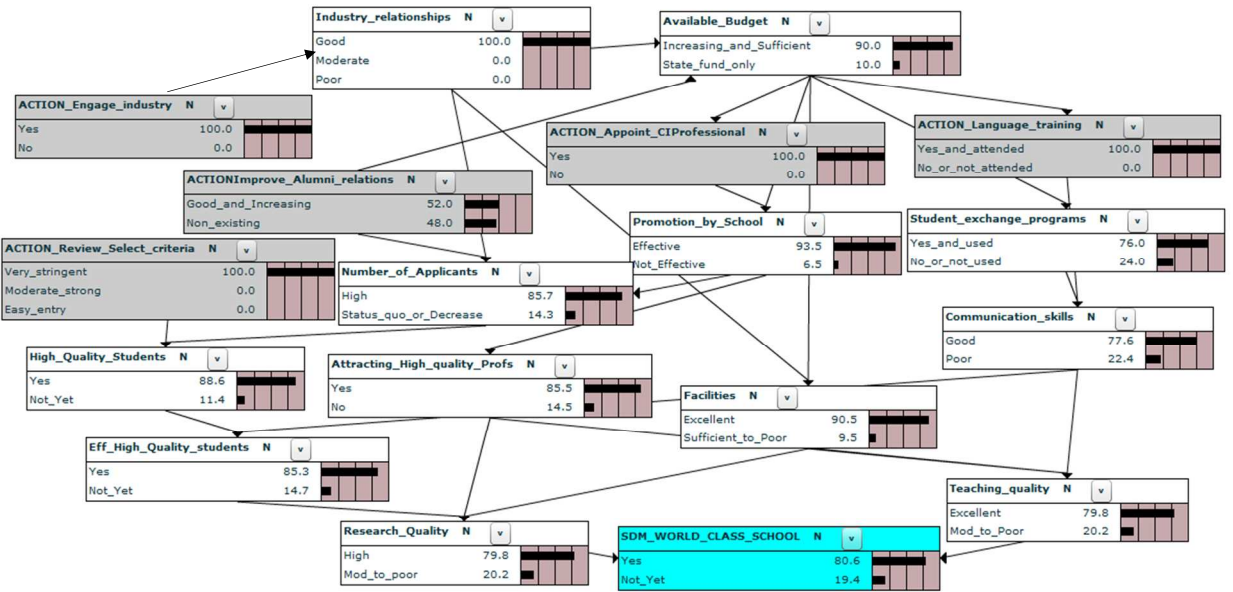 Industry_relationships N v
Good 100.0
Moderate 0.0
Poor 0.0
Available_Budget N v
Increasing_and_Sufficient 90.0
State_fund_only 10.0
ACTION_Engage_industry N v
Yes 100.0
No 0.0
ACTION_Appoint_CIProfessional N v
Yes 100.0
No 0.0
ACTION_Language_training N v
Yes_and_attended 100.0
No_or_not_attended 0.0
ACTIONImprove_Alumni_relations N v
Good_and_Increasing 52.0
Non_existing 48.0
Promotion_by_School N v
Effective 93.5
Not_Effective 6.5
Student_exchange_programs N v
Yes_and_used 76.0
No_or_not_used 24.0
ACTION_Review_Select_criteria N v
Very_stringent 100.0
Moderate_strong 0.0
Easy_entry 0.0
Number_of_Applicants N v
High 85.7
Status_quo_or_Decrease 14.3
Communication_skills N v
Good 77.6
Poor 22.4
High_Quality_Students N v
Yes 88.6
Not_Yet 11.4
Attracting_High_quality_Profs N v
Yes 85.5
No 14.5
Facilities N v
Excellent 90.5
Sufficient_to_Poor 9.5
Eff_High_Quality_students N v
Yes 85.3
Not_Yet 14.7
Teaching_quality N v
Excellent 79.8
Mod_to_Poor 20.2
Research_Quality N v
High 79.8
Mod_to_poor 20.2
SDM_WORLD_CLASS_SCHOOL N v
Yes 80.6
Not_Yet 19.4